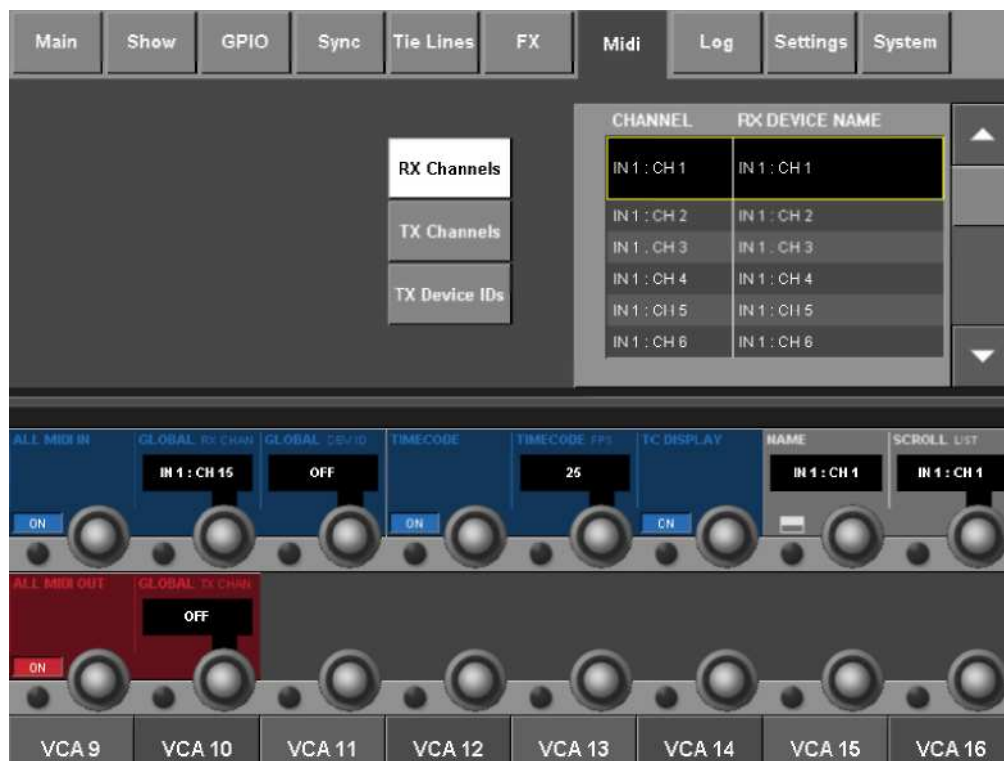 Main Show GPIO Sync Tie Lines FX Midi Log Settings System
CHANNEL RX DEVICE NAME
RX Channels
TX Channels
TX Device IDs
IN 1 : CH 1 IN 1 : CH 1
IN 1 : CH 2 IN 1 : CH 2
IN 1 : CH 3 IN 1 : CH 3
IN 1 : CH 4 IN 1 : CH 4
IN 1 : CH 5 IN 1 : CH 5
IN 1 : CH 6 IN 1 : CH 6
ALL MIDI IN GLOBAL RX CHAN GLOBAL DEV ID TIMECODE TIMECODE FPS TC DISPLAY NAME SCROLL LIST
IN 1 : CH 15 OFF 25 IN 1 : CH 1 IN 1 : CH 1
ON ON ON
ALL MIDI OUT GLOBAL TX CHAN
OFF
ON
VCA 9 VCA 10 VCA 11 VCA 12 VCA 13 VCA 14 VCA 15 VCA 16